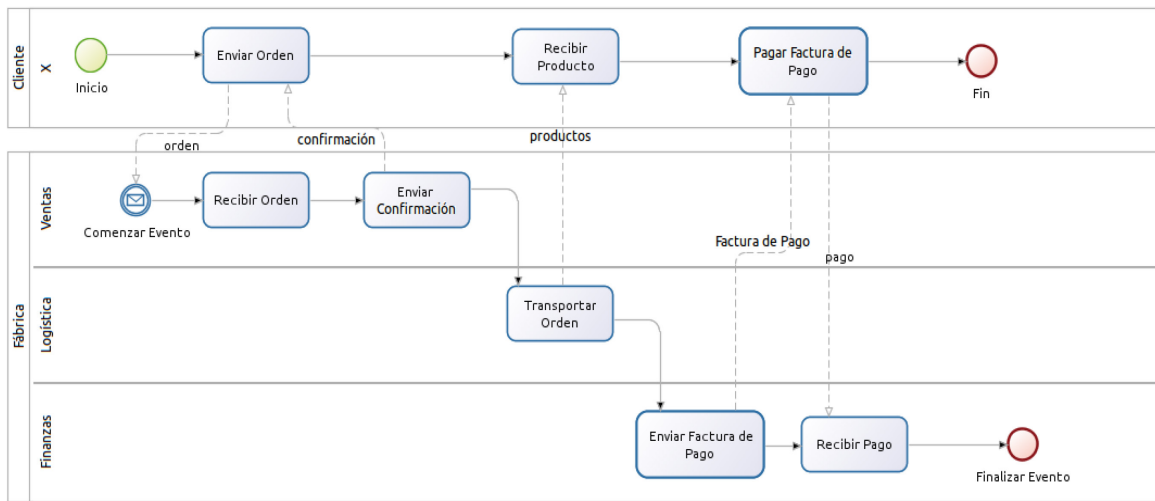 Cliente
X
Inicio
Enviar Orden
Recibir
Producto
Pagar Factura de
Pago
Fin
orden
confirmación
productos
Fábrica
Ventas
Comenzar Evento
Recibir Orden
Enviar
Confirmación
Factura de Pago
pago
Logística
Transportar
Orden
Finanzas
Enviar Factura de
Pago
Recibir Pago
Finalizar Evento